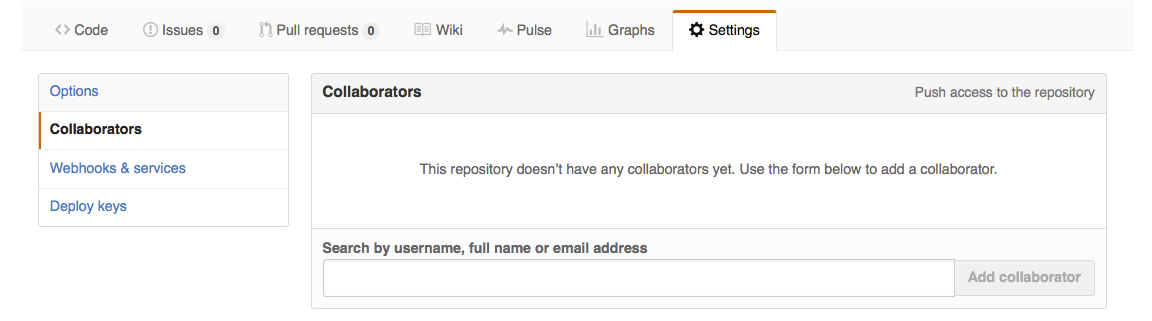 Code Issues 0 Pull requests 0 Wiki Pulse Graphs Settings
Options
Collaborators
Webhooks & services
Deploy keys
Collaborators Push access to the repository
This repository doesn't have any collaborators yet. Use the form below to add a collaborator.
Search by username, full name or email address
Add collaborator